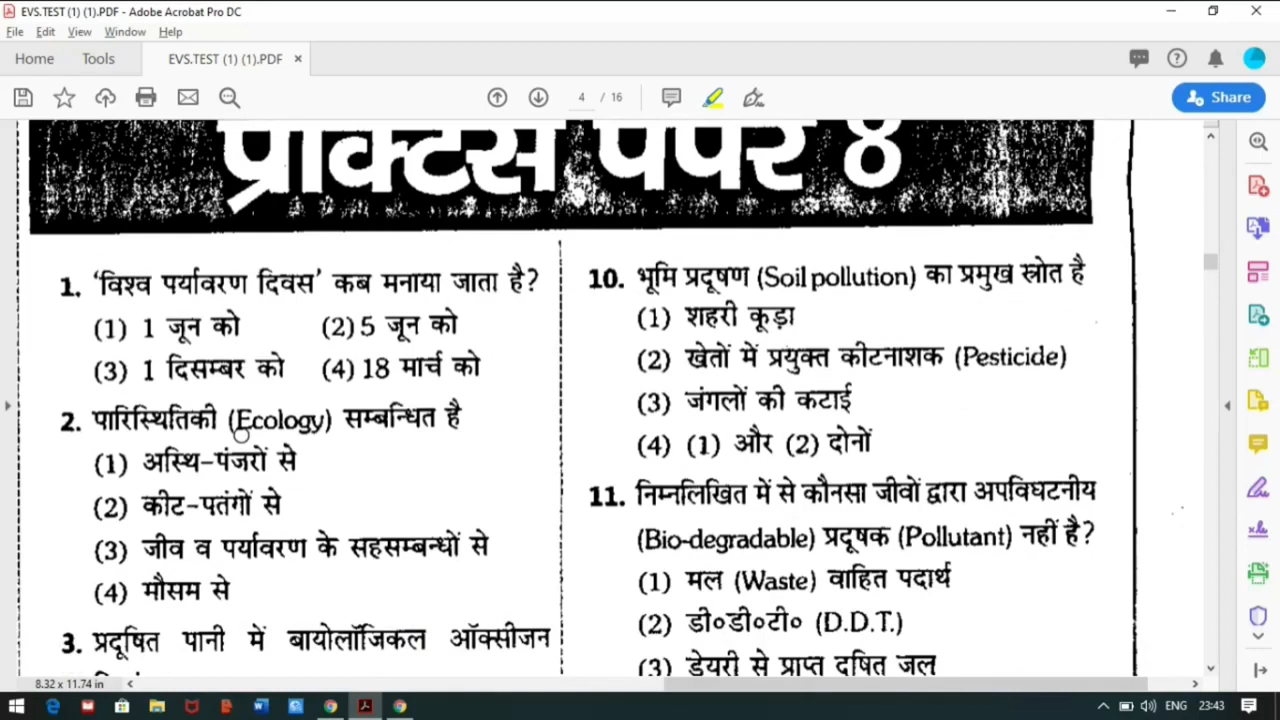 EVS.TEST (1) (1).PDF - Adobe Acrobat Pro DC
File Edit View Window Help
Home Tools EVS.TEST (1) (1).PDF ×
4 / 16 Share
प्रैक्टिस पेपर 8
1. 'विश्व पर्यावरण दिवस' कब मनाया जाता है?
(1) 1 जून को (2) 5 जून को
(3) 1 दिसम्बर को (4) 18 मार्च को
2. पारिस्थितिकी (Ecology) सम्बन्धित है
(1) अस्थि-पंजरों से
(2) कीट-पतंगों से
(3) जीव व पर्यावरण के सहसम्बन्धों से
(4) मौसम से
3. प्रदूषित पानी में बायोलॉजिकल ऑक्सीजन
10. भूमि प्रदूषण (Soil pollution) का प्रमुख स्रोत है
(1) शहरी कूड़ा
(2) खेतों में प्रयुक्त कीटनाशक (Pesticide)
(3) जंगलों की कटाई
(4) (1) और (2) दोनों
11. निम्नलिखित में से कौनसा जीवों द्वारा अपविघटनीय
(Bio-degradable) प्रदूषक (Pollutant) नहीं है?
(1) मल (Waste) वाहित पदार्थ
(2) डी०डी०टी० (D.D.T.)
(3) डेयरी से प्राप्त दूषित जल
8.32 x 11.74 in
ENG 23:43